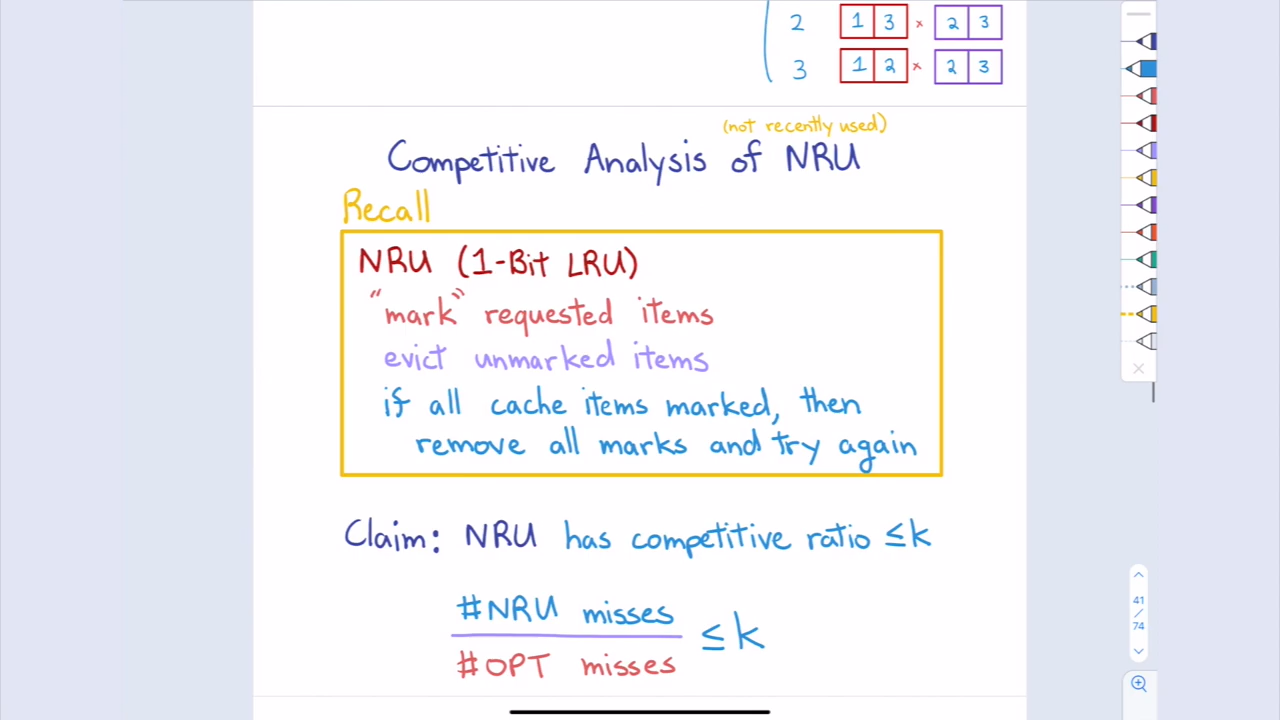 2 1 3 × 2 3
3 1 2 × 2 3
(not recently used)
Competitive Analysis of NRU
Recall
NRU (1-Bit LRU)
"mark" requested items
evict unmarked items
if all cache items marked, then
remove all marks and try again
Claim: NRU has competitive ratio ≤k
#NRU misses
≤k
#OPT misses
41
/
74